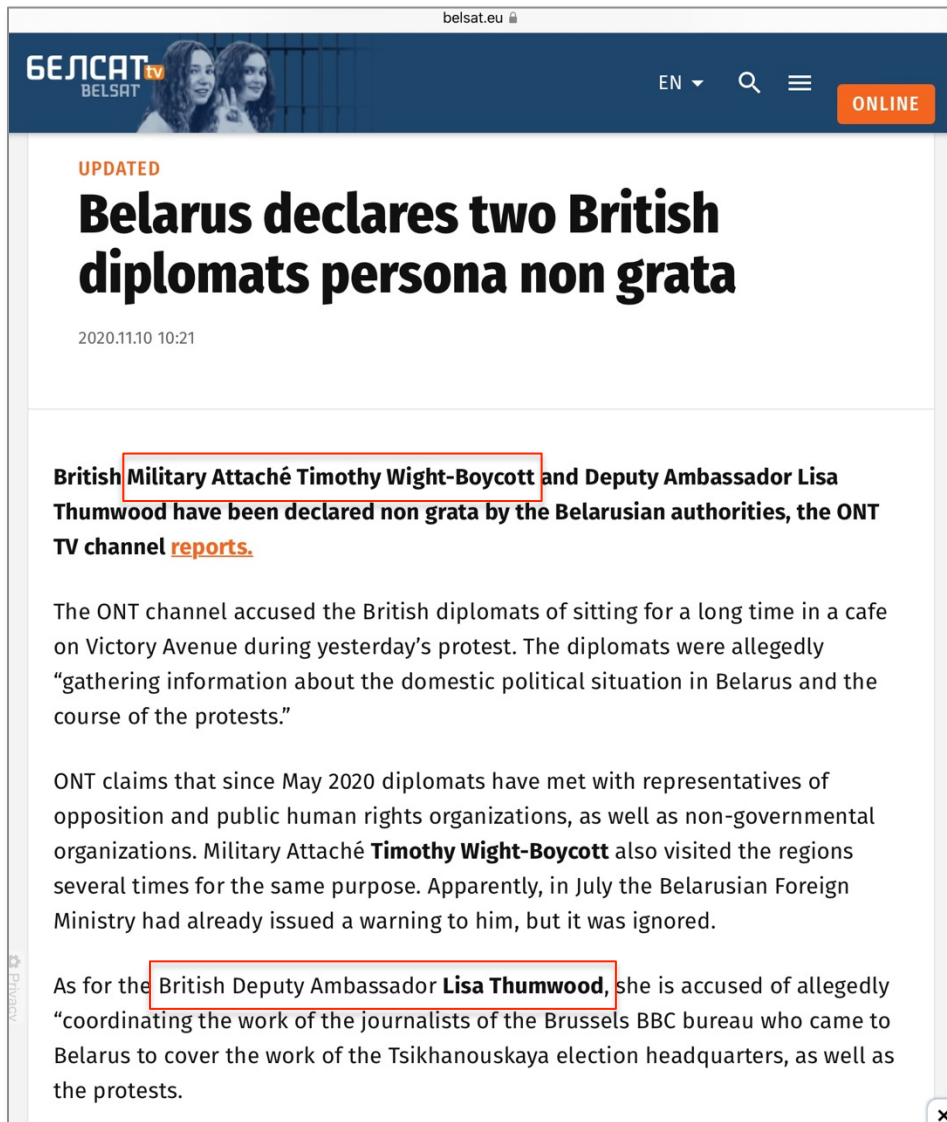 belsat.eu
БЕЛСАТ tv
BELSAT
EN
ONLINE
UPDATED
Belarus declares two British
diplomats persona non grata
2020.11.10 10:21
British Military Attaché Timothy Wight-Boycott and Deputy Ambassador Lisa
Thumwood have been declared non grata by the Belarusian authorities, the ONT
TV channel reports.
The ONT channel accused the British diplomats of sitting for a long time in a cafe
on Victory Avenue during yesterday’s protest. The diplomats were allegedly
“gathering information about the domestic political situation in Belarus and the
course of the protests.”
ONT claims that since May 2020 diplomats have met with representatives of
opposition and public human rights organizations, as well as non-governmental
organizations. Military Attaché Timothy Wight-Boycott also visited the regions
several times for the same purpose. Apparently, in July the Belarusian Foreign
Ministry had already issued a warning to him, but it was ignored.
Privacy
As for the British Deputy Ambassador Lisa Thumwood, she is accused of allegedly
“coordinating the work of the journalists of the Brussels BBC bureau who came to
Belarus to cover the work of the Tsikhanouskaya election headquarters, as well as
the protests.